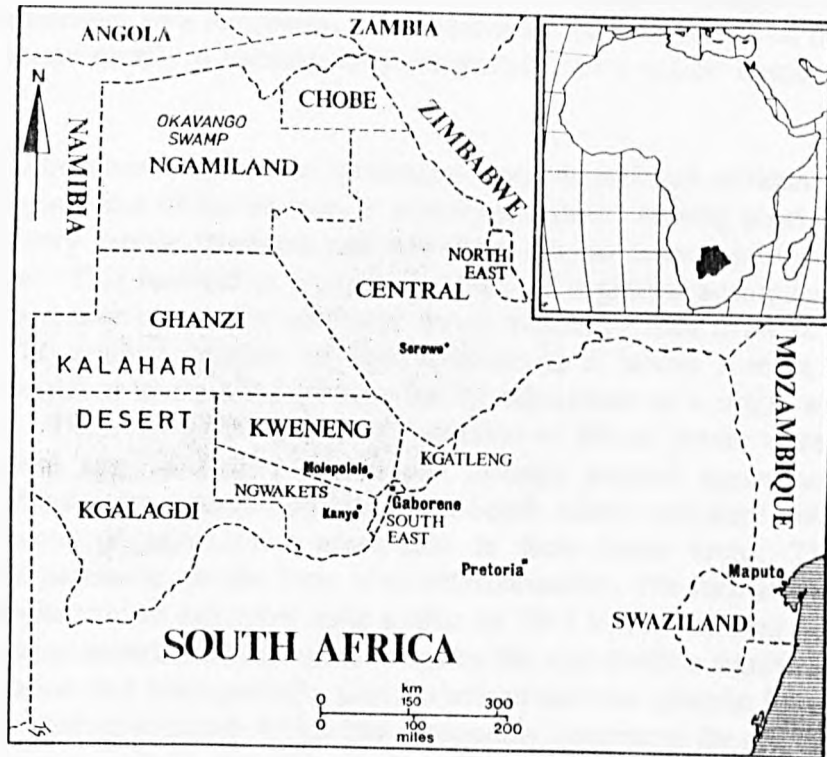 ANGOLA
ZAMBIA
N
NAMIBIA
CHOBE
OKAVANGO
SWAMP
NGAMILAND
ZIMBABWE
NORTH
EAST
CENTRAL
GHANZI
Serowe
KALAHARI
DESERT
MOZAMBIQUE
KWENENG
KGATLENG
Molepolole
NGWAKETS
Gaborene
Kanye
SOUTH
EAST
KGALAGDI
Pretoria
Maputo
SWAZILAND
SOUTH AFRICA
km
0 150 300
0 100 200
miles